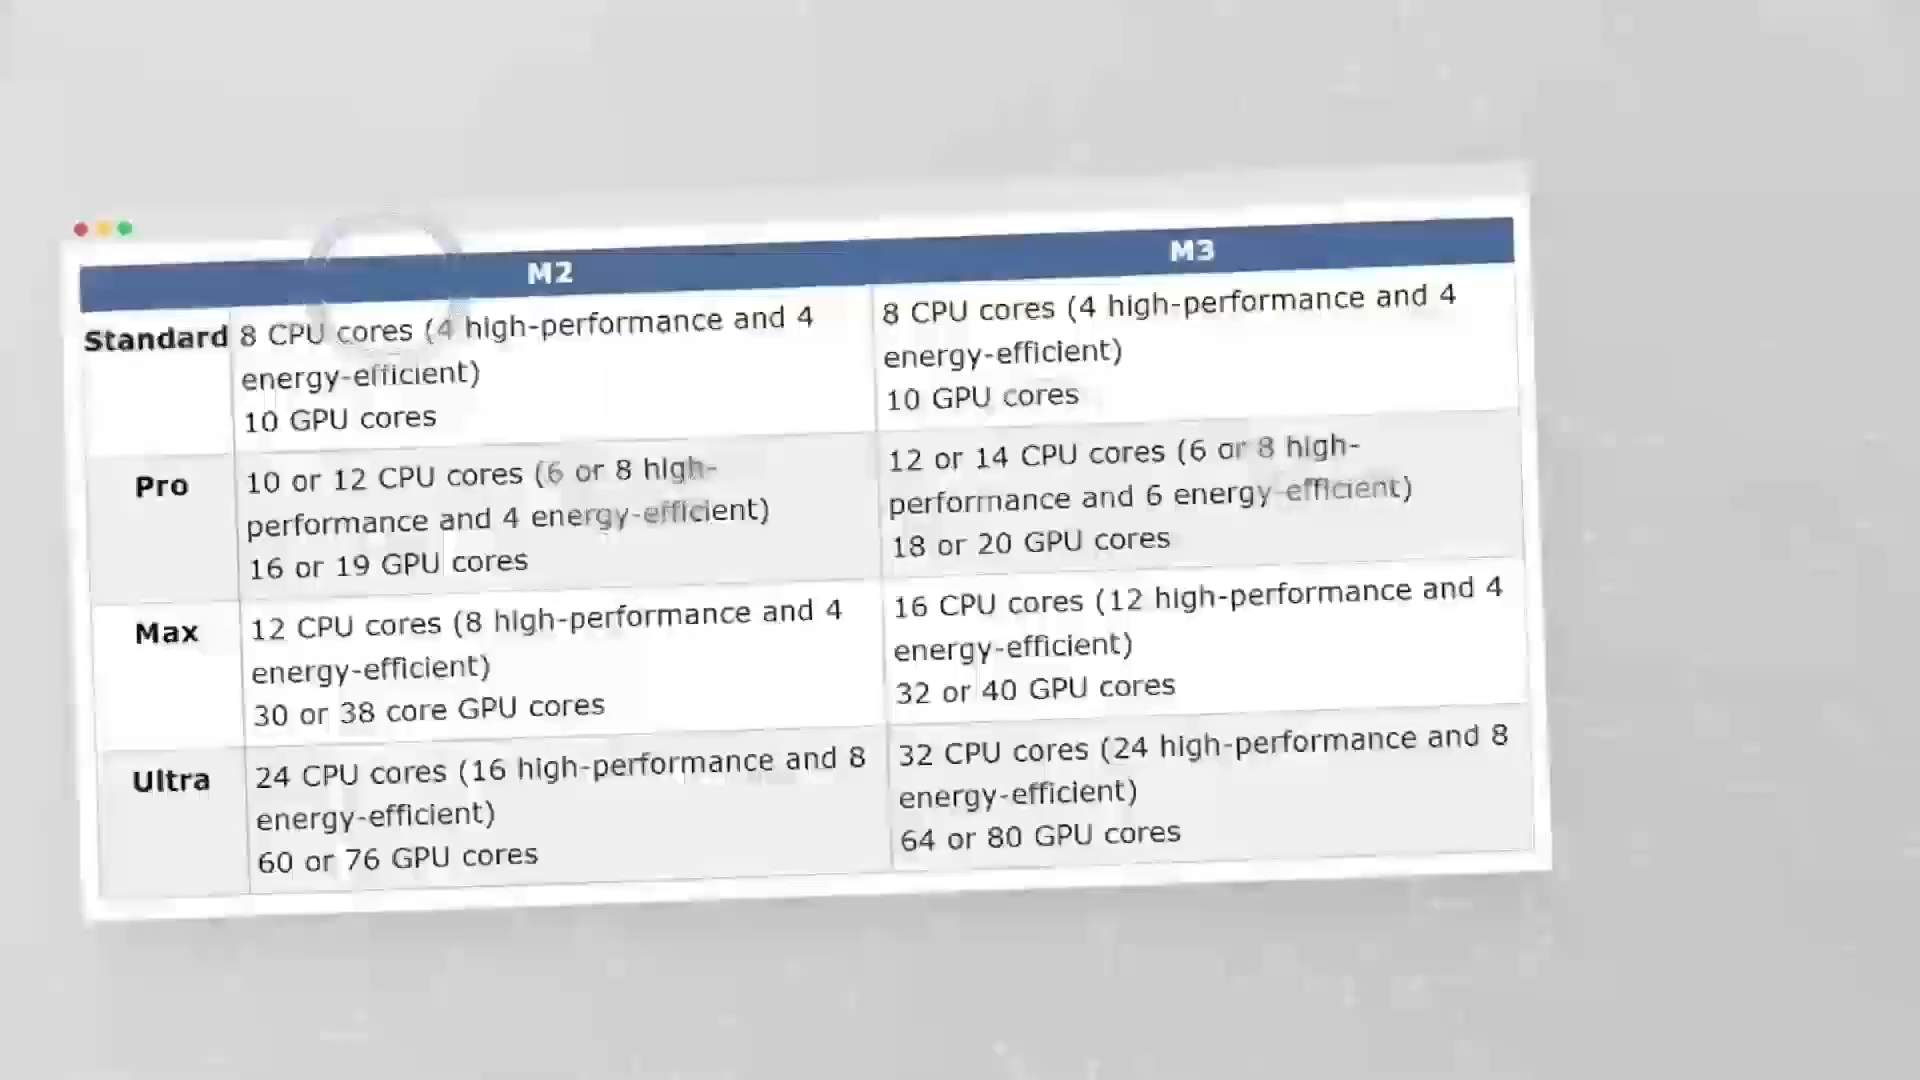 M2 M3
Standard 8 CPU cores (4 high-performance and 4 8 CPU cores (4 high-performance and 4
energy-efficient) energy-efficient)
10 GPU cores 10 GPU cores
Pro 10 or 12 CPU cores (6 or 8 high- 12 or 14 CPU cores (6 or 8 high-
performance and 4 energy-efficient) performance and 6 energy-efficient)
16 or 19 GPU cores 18 or 20 GPU cores
Max 12 CPU cores (8 high-performance and 4 16 CPU cores (12 high-performance and 4
energy-efficient) energy-efficient)
30 or 38 core GPU cores 32 or 40 GPU cores
Ultra 24 CPU cores (16 high-performance and 8 32 CPU cores (24 high-performance and 8
energy-efficient) energy-efficient)
60 or 76 GPU cores 64 or 80 GPU cores